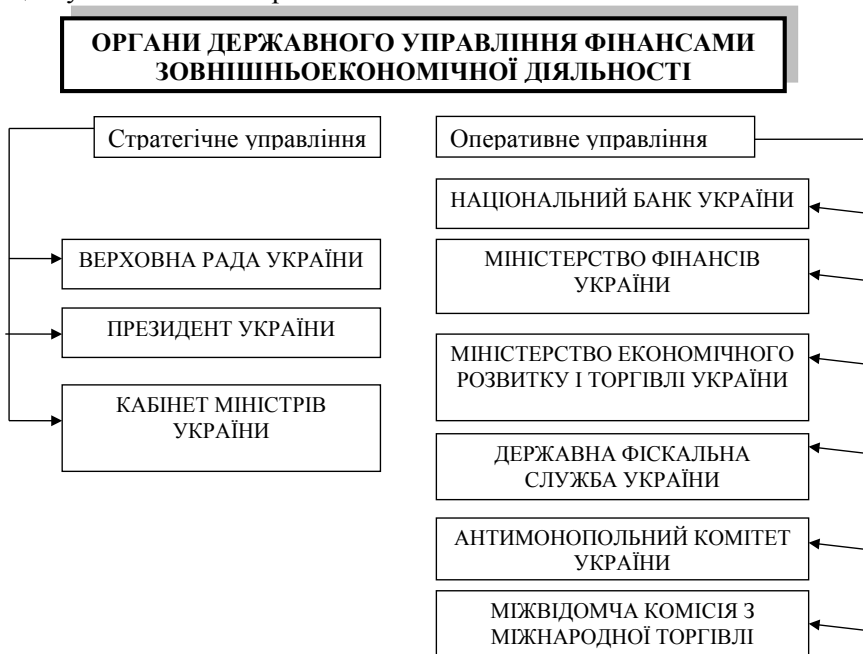 ОРГАНИ ДЕРЖАВНОГО УПРАВЛІННЯ ФІНАНСАМИ
ЗОВНІШНЬОЕКОНОМІЧНОЇ ДІЯЛЬНОСТІ
Стратегічне управління
ВЕРХОВНА РАДА УКРАЇНИ
ПРЕЗИДЕНТ УКРАЇНИ
КАБІНЕТ МІНІСТРІВ
УКРАЇНИ
Оперативне управління
НАЦІОНАЛЬНИЙ БАНК УКРАЇНИ
МІНІСТЕРСТВО ФІНАНСІВ
УКРАЇНИ
МІНІСТЕРСТВО ЕКОНОМІЧНОГО
РОЗВИТКУ І ТОРГІВЛІ УКРАЇНИ
ДЕРЖАВНА ФІСКАЛЬНА
СЛУЖБА УКРАЇНИ
АНТИМОНОПОЛЬНИЙ КОМІТЕТ
УКРАЇНИ
МІЖВІДОМЧА КОМІСІЯ З
МІЖНАРОДНОЇ ТОРГІВЛІ